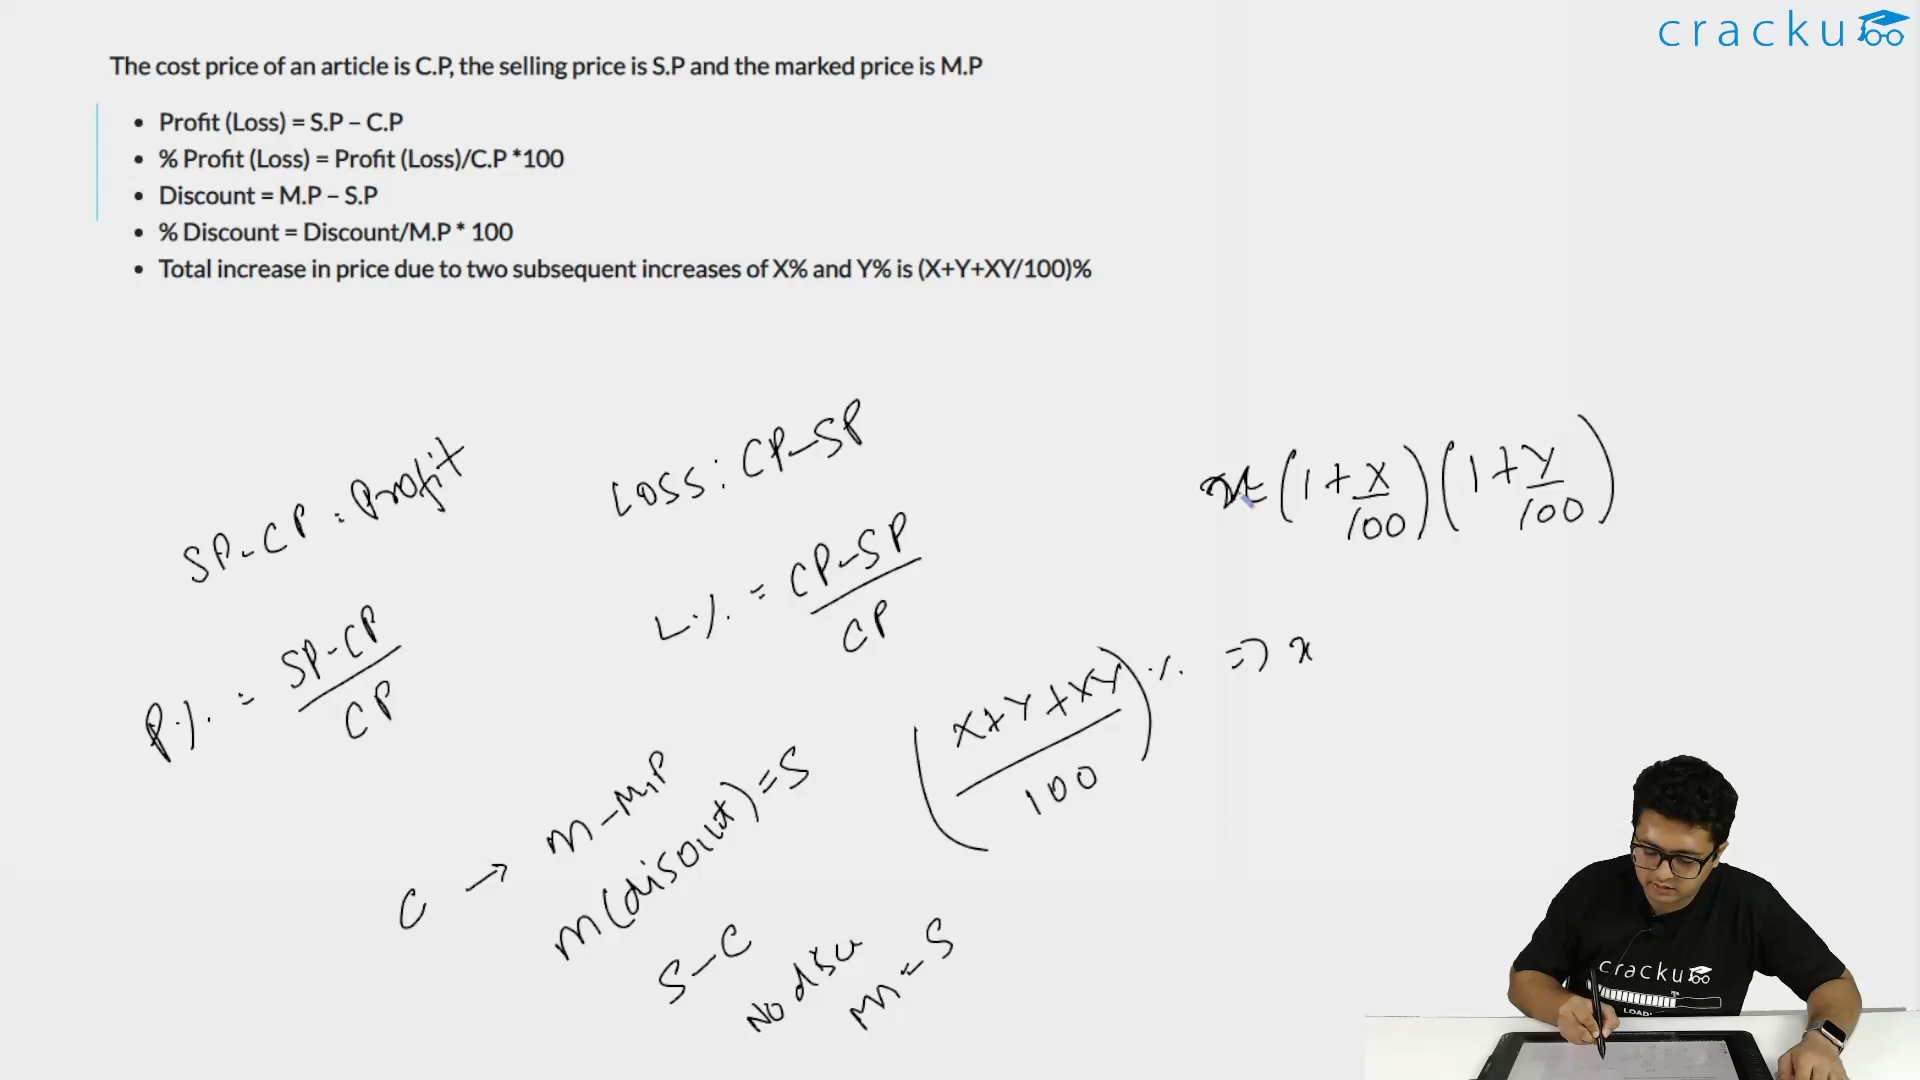 cracku
The cost price of an article is C.P, the selling price is S.P and the marked price is M.P
• Profit (Loss) = S.P – C.P
• % Profit (Loss) = Profit (Loss)/C.P *100
• Discount = M.P – S.P
• % Discount = Discount/M.P * 100
• Total increase in price due to two subsequent increases of X% and Y% is (X+Y+XY/100)%
SP-CP = Profit
P.%. = SP-CP
CP
Loss : CP-SP
L.%. = CP-SP
CP
(1+X/100)(1+Y/100)
(X+Y+XY/100)%. => x
C → M-M.P
M(disount)=S
S-C
No disu
M=S
cracku